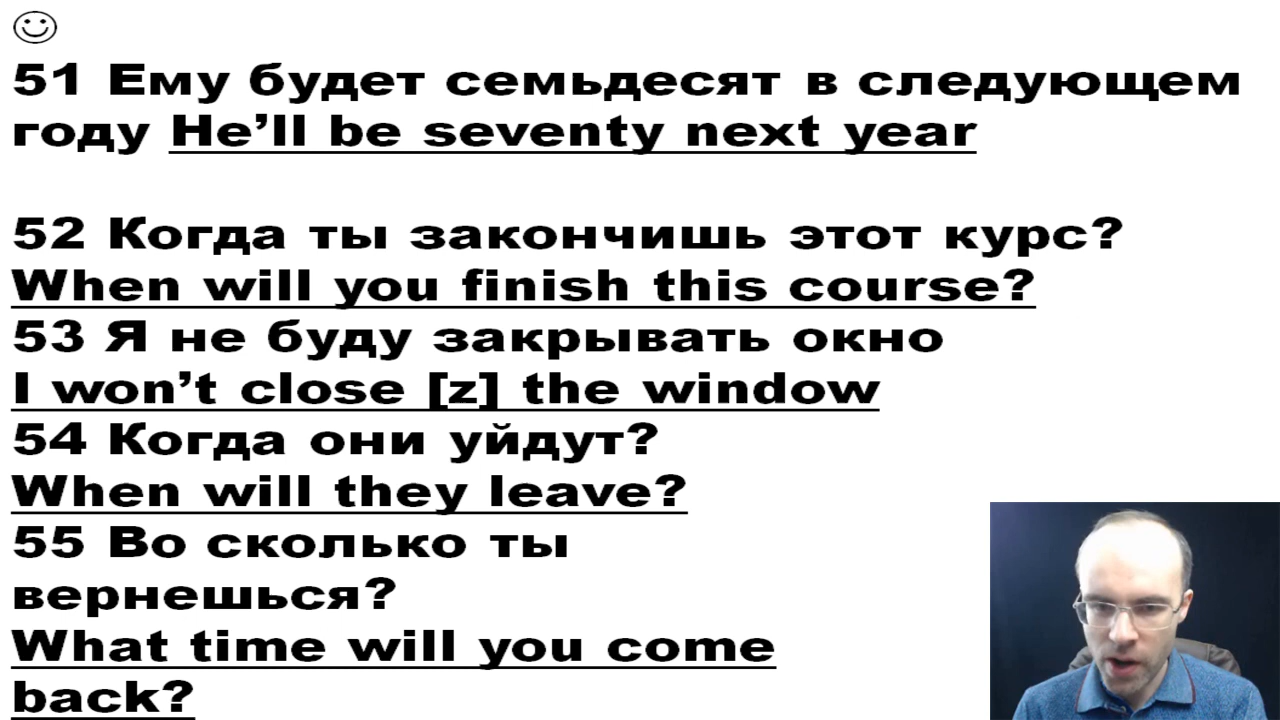 51 Ему будет семьдесят в следующем
году He’ll be seventy next year
52 Когда ты закончишь этот курс?
When will you finish this course?
53 Я не буду закрывать окно
I won’t close [z] the window
54 Когда они уйдут?
When will they leave?
55 Во сколько ты
вернешься?
What time will you come
back?